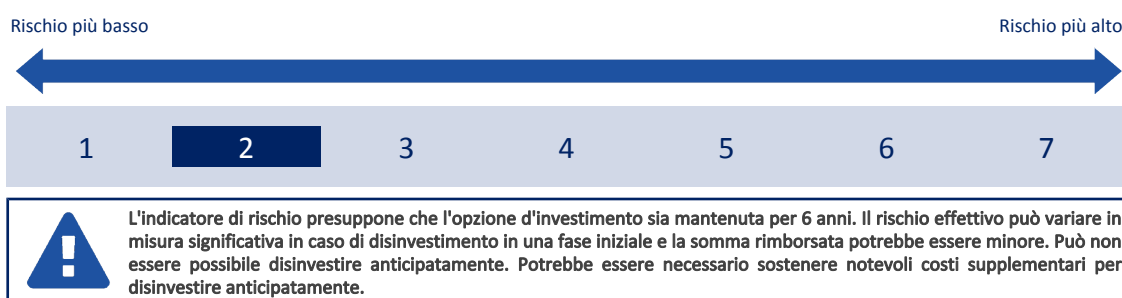 Rischio più basso Rischio più alto
1 2 3 4 5 6 7
L'indicatore di rischio presuppone che l'opzione d'investimento sia mantenuta per 6 anni. Il rischio effettivo può variare in
misura significativa in caso di disinvestimento in una fase iniziale e la somma rimborsata potrebbe essere minore. Può non
essere possibile disinvestire anticipatamente. Potrebbe essere necessario sostenere notevoli costi supplementari per
disinvestire anticipatamente.